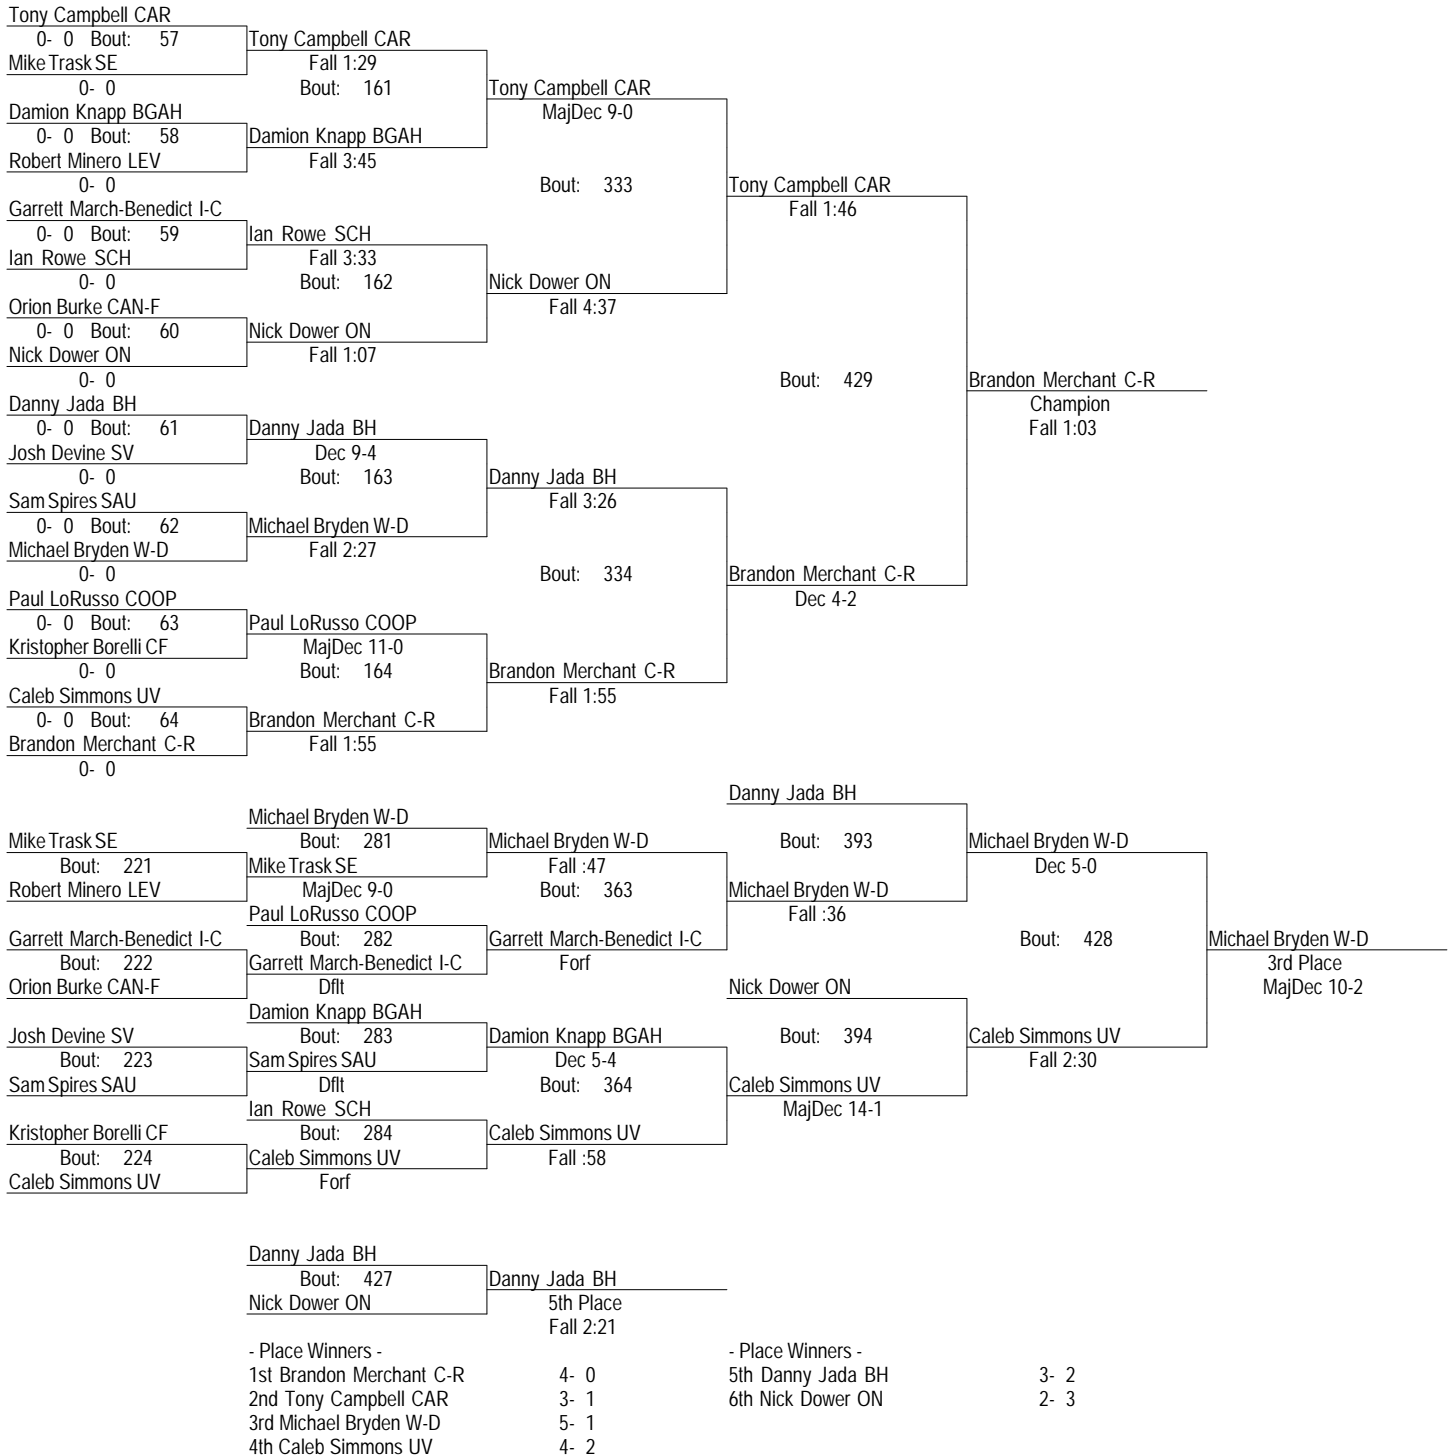 Tony Campbell CAR
0- 0 Bout: 57 Tony Campbell CAR
Mike Trask SE Fall 1:29
0- 0 Bout: 161 Tony Campbell CAR
Damion Knapp BGAH MajDec 9-0
0- 0 Bout: 58 Damion Knapp BGAH
Robert Minero LEV Fall 3:45
0- 0 Bout: 333 Tony Campbell CAR
Garrett March-Benedict I-C Fall 1:46
0- 0 Bout: 59 Ian Rowe SCH
Ian Rowe SCH Fall 3:33
0- 0 Bout: 162 Nick Dower ON
Orion Burke CAN-F Fall 4:37
0- 0 Bout: 60 Nick Dower ON
Nick Dower ON Fall 1:07
0- 0 Bout: 429 Brandon Merchant C-R
Danny Jada BH Champion
0- 0 Bout: 61 Danny Jada BH Fall 1:03
Josh Devine SV Dec 9-4
0- 0 Bout: 163 Danny Jada BH
Sam Spires SAU Fall 3:26
0- 0 Bout: 62 Michael Bryden W-D
Michael Bryden W-D Fall 2:27
0- 0 Bout: 334 Brandon Merchant C-R
Paul LoRusso COOP Dec 4-2
0- 0 Bout: 63 Paul LoRusso COOP
Kristopher Borelli CF MajDec 11-0
0- 0 Bout: 164 Brandon Merchant C-R
Caleb Simmons UV Fall 1:55
0- 0 Bout: 64 Brandon Merchant C-R
Brandon Merchant C-R Fall 1:55
0- 0
Danny Jada BH
Michael Bryden W-D
Mike Trask SE Bout: 281 Michael Bryden W-D Bout: 393 Michael Bryden W-D
Bout: 221 Mike Trask SE Fall :47 Dec 5-0
Robert Minero LEV MajDec 9-0 Bout: 363 Michael Bryden W-D
Paul LoRusso COOP Fall :36
Garrett March-Benedict I-C Bout: 282 Garrett March-Benedict I-C Bout: 428 Michael Bryden W-D
Bout: 222 Garrett March-Benedict I-C Forf 3rd Place
Orion Burke CAN-F Dflt Nick Dower ON MajDec 10-2
Damion Knapp BGAH
Josh Devine SV Bout: 283 Damion Knapp BGAH Bout: 394 Caleb Simmons UV
Bout: 223 Sam Spires SAU Dec 5-4 Fall 2:30
Sam Spires SAU Dflt Bout: 364 Caleb Simmons UV
Ian Rowe SCH MajDec 14-1
Kristopher Borelli CF Bout: 284 Caleb Simmons UV
Bout: 224 Caleb Simmons UV Fall :58
Caleb Simmons UV Forf
Danny Jada BH
Bout: 427 Danny Jada BH
Nick Dower ON 5th Place
Fall 2:21
- Place Winners - - Place Winners -
1st Brandon Merchant C-R 4- 0 5th Danny Jada BH 3- 2
2nd Tony Campbell CAR 3- 1 6th Nick Dower ON 2- 3
3rd Michael Bryden W-D 5- 1
4th Caleb Simmons UV 4- 2